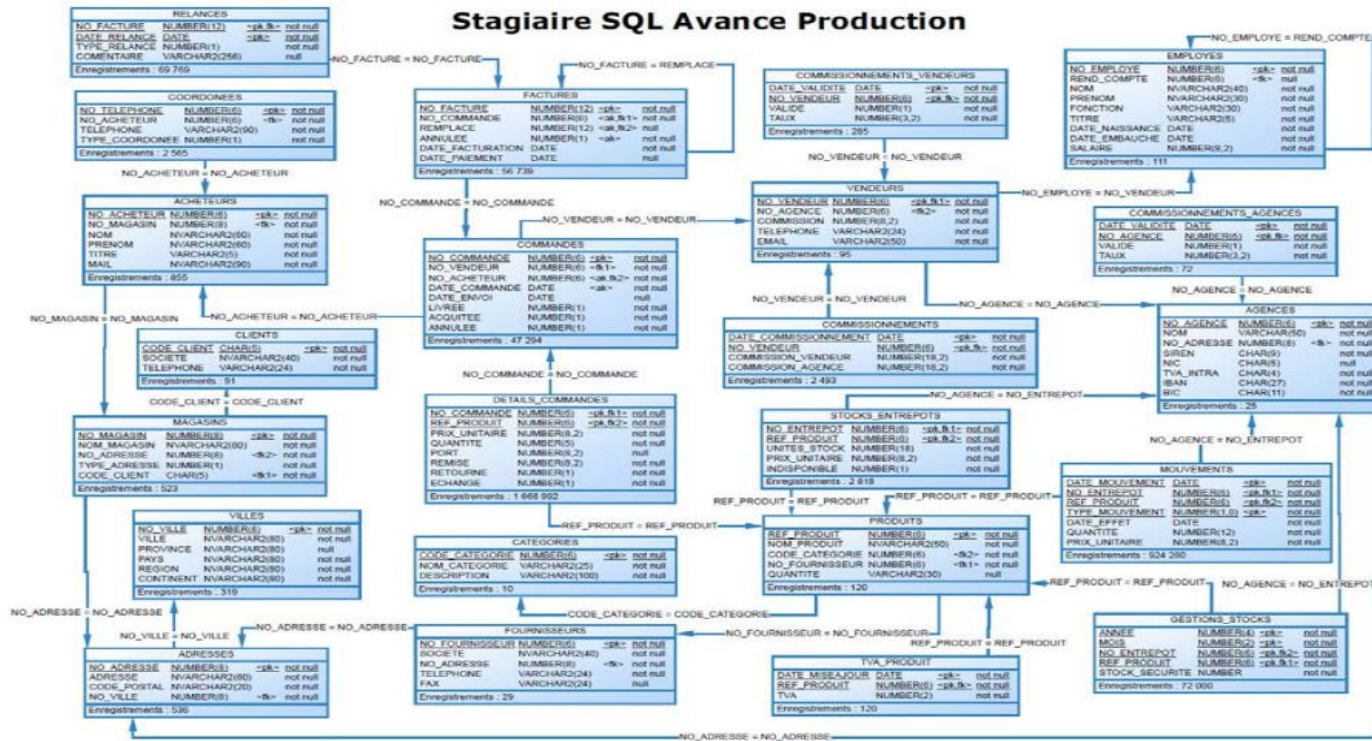 Stagiaire SQL Avance Production
RELANCES
NO_FACTURE NUMBER(12) <pk,fk> not null
DATE_RELANCE DATE <pk> not null
TYPE_RELANCE NUMBER(1) not null
COMENTAIRE VARCHAR2(256) null
Enregistrements : 69 769
NO_FACTURE = NO_FACTURE
COORDONEES
NO_TELEPHONE NUMBER(6) <pk> not null
NO_ACHETEUR NUMBER(6) <fk> not null
TELEPHONE VARCHAR2(90) not null
TYPE_COORDONEE NUMBER(1) not null
Enregistrements : 2 565
NO_ACHETEUR = NO_ACHETEUR
NO_FACTURE = REMPLACE
FACTURES
NO_FACTURE NUMBER(12) <pk> not null
NO_COMMANDE NUMBER(6) <ak,fk1> not null
REMPLACE NUMBER(12) <ak,fk2> null
ANNULEE NUMBER(1) <ak> not null
DATE_FACTURATION DATE not null
DATE_PAIEMENT DATE null
Enregistrements : 56 739
NO_COMMANDE = NO_COMMANDE
COMMISSIONNEMENTS_VENDEURS
DATE_VALIDITE DATE <pk> not null
NO_VENDEUR NUMBER(6) <pk,fk> not null
VALIDE NUMBER(1) not null
TAUX NUMBER(3,2) not null
Enregistrements : 285
NO_VENDEUR = NO_VENDEUR
NO_EMPLOYE = REND_COMPTE
EMPLOYES
NO_EMPLOYE NUMBER(6) <pk> not null
REND_COMPTE NUMBER(6) <fk> null
NOM NVARCHAR2(40) not null
PRENOM NVARCHAR2(30) not null
FONCTION VARCHAR2(30) not null
TITRE VARCHAR2(5) not null
DATE_NAISSANCE DATE not null
DATE_EMBAUCHE DATE not null
SALAIRE NUMBER(8,2) not null
Enregistrements : 111
ACHETEURS
NO_ACHETEUR NUMBER(6) <pk> not null
NO_MAGASIN NUMBER(8) <fk> not null
NOM NVARCHAR2(60) not null
PRENOM NVARCHAR2(60) not null
TITRE VARCHAR2(5) not null
MAIL NVARCHAR2(90) not null
Enregistrements : 855
NO_MAGASIN = NO_MAGASIN
NO_ACHETEUR = NO_ACHETEUR
NO_VENDEUR = NO_VENDEUR
COMMANDES
NO_COMMANDE NUMBER(6) <pk> not null
NO_VENDEUR NUMBER(6) <fk1> not null
NO_ACHETEUR NUMBER(6) <ak,fk2> not null
DATE_COMMANDE DATE <ak> not null
DATE_ENVOI DATE null
LIVREE NUMBER(1) not null
ACQUITEE NUMBER(1) not null
ANNULEE NUMBER(1) not null
Enregistrements : 47 294
NO_COMMANDE = NO_COMMANDE
VENDEURS
NO_VENDEUR NUMBER(6) <pk,fk1> not null
NO_AGENCE NUMBER(6) <fk2> not null
COMMISSION NUMBER(8,2) not null
TELEPHONE VARCHAR2(24) not null
EMAIL VARCHAR2(50) not null
Enregistrements : 95
NO_EMPLOYE = NO_VENDEUR
NO_VENDEUR = NO_VENDEUR
NO_AGENCE = NO_AGENCE
COMMISSIONNEMENTS_AGENCES
DATE_VALIDITE DATE <pk> not null
NO_AGENCE NUMBER(6) <pk,fk> not null
VALIDE NUMBER(1) not null
TAUX NUMBER(3,2) not null
Enregistrements : 72
NO_AGENCE = NO_AGENCE
CLIENTS
CODE_CLIENT CHAR(5) <pk> not null
SOCIETE NVARCHAR2(40) not null
TELEPHONE VARCHAR2(24) not null
Enregistrements : 91
CODE_CLIENT = CODE_CLIENT
COMMISSIONNEMENTS
DATE_COMMISSIONNEMENT DATE <pk> not null
NO_VENDEUR NUMBER(6) <pk,fk> not null
COMMISSION_VENDEUR NUMBER(18,2) not null
COMMISSION_AGENCE NUMBER(18,2) not null
Enregistrements : 2 493
NO_AGENCE = NO_ENTREPOT
AGENCES
NO_AGENCE NUMBER(6) <pk> not null
NOM VARCHAR(50) not null
NO_ADRESSE NUMBER(8) <fk> not null
SIREN CHAR(9) not null
NIC CHAR(5) null
TVA_INTRA CHAR(4) not null
IBAN CHAR(27) not null
BIC CHAR(11) not null
Enregistrements : 25
NO_AGENCE = NO_ENTREPOT
MAGASINS
NO_MAGASIN NUMBER(8) <pk> not null
NOM_MAGASIN NVARCHAR2(80) not null
NO_ADRESSE NUMBER(8) <fk2> not null
TYPE_ADRESSE NUMBER(1) not null
CODE_CLIENT CHAR(5) <fk1> not null
Enregistrements : 523
DETAILS_COMMANDES
NO_COMMANDE NUMBER(6) <pk,fk1> not null
REF_PRODUIT NUMBER(6) <pk,fk2> not null
PRIX_UNITAIRE NUMBER(8,2) not null
QUANTITE NUMBER(5) not null
PORT NUMBER(8,2) null
REMISE NUMBER(8,2) not null
RETOURNE NUMBER(1) not null
ECHANGE NUMBER(1) not null
Enregistrements : 1 668 992
REF_PRODUIT = REF_PRODUIT
STOCKS_ENTREPOTS
NO_ENTREPOT NUMBER(6) <pk,fk1> not null
REF_PRODUIT NUMBER(6) <pk,fk2> not null
UNITES_STOCK NUMBER(18) not null
PRIX_UNITAIRE NUMBER(8,2) not null
INDISPONIBLE NUMBER(1) not null
Enregistrements : 2 818
REF_PRODUIT = REF_PRODUIT
REF_PRODUIT = REF_PRODUIT
MOUVEMENTS
DATE_MOUVEMENT DATE <pk> not null
NO_ENTREPOT NUMBER(6) <pk,fk1> not null
REF_PRODUIT NUMBER(6) <pk,fk2> not null
TYPE_MOUVEMENT NUMBER(1,0) <pk> not null
DATE_EFFET DATE not null
QUANTITE NUMBER(12) not null
PRIX_UNITAIRE NUMBER(8,2) not null
Enregistrements : 924 280
VILLES
NO_VILLE NUMBER(8) <pk> not null
VILLE NVARCHAR2(80) not null
PROVINCE NVARCHAR2(80) null
PAYS NVARCHAR2(80) not null
REGION NVARCHAR2(80) not null
CONTINENT NVARCHAR2(80) not null
Enregistrements : 319
CATEGORIES
CODE_CATEGORIE NUMBER(6) <pk> not null
NOM_CATEGORIE VARCHAR2(25) not null
DESCRIPTION VARCHAR2(100) not null
Enregistrements : 10
CODE_CATEGORIE = CODE_CATEGORIE
PRODUITS
REF_PRODUIT NUMBER(6) <pk> not null
NOM_PRODUIT NVARCHAR2(50) not null
CODE_CATEGORIE NUMBER(6) <fk2> not null
NO_FOURNISSEUR NUMBER(6) <fk1> not null
QUANTITE VARCHAR2(30) null
Enregistrements : 120
REF_PRODUIT = REF_PRODUIT
NO_AGENCE = NO_ENTREPOT
NO_ADRESSE = NO_ADRESSE
NO_VILLE = NO_VILLE
NO_ADRESSE = NO_ADRESSE
NO_FOURNISSEUR = NO_FOURNISSEUR
REF_PRODUIT = REF_PRODUIT
FOURNISSEURS
NO_FOURNISSEUR NUMBER(6) <pk> not null
SOCIETE NVARCHAR2(40) not null
NO_ADRESSE NUMBER(8) <fk> not null
TELEPHONE VARCHAR2(24) not null
FAX VARCHAR2(24) null
Enregistrements : 29
GESTIONS_STOCKS
ANNEE NUMBER(4) <pk> not null
MOIS NUMBER(2) <pk> not null
NO_ENTREPOT NUMBER(6) <pk,fk2> not null
REF_PRODUIT NUMBER(6) <pk,fk1> not null
STOCK_SECURITE NUMBER not null
Enregistrements : 72 000
ADRESSES
NO_ADRESSE NUMBER(8) <pk> not null
ADRESSE NVARCHAR2(80) not null
CODE_POSTAL NVARCHAR2(20) not null
NO_VILLE NUMBER(8) <fk> not null
Enregistrements : 536
TVA_PRODUIT
DATE_MISEAJOUR DATE <pk> not null
REF_PRODUIT NUMBER(6) <pk,fk> not null
TVA NUMBER(2) not null
Enregistrements : 120
NO_ADRESSE = NO_ADRESSE